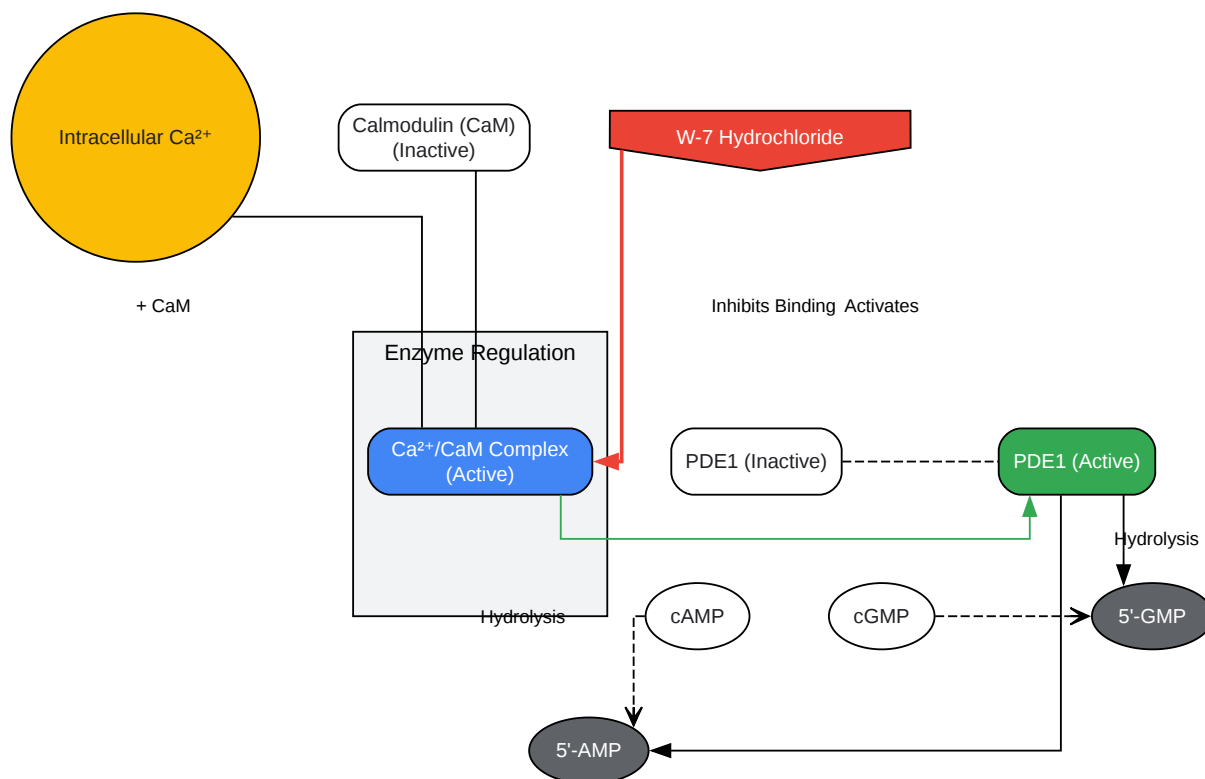 Intracellular Ca²⁺
Calmodulin (CaM)
(Inactive)
W-7 Hydrochloride
+ CaM
Inhibits Binding Activates
Enzyme Regulation
Ca²⁺/CaM Complex
(Active)
PDE1 (Inactive)
PDE1 (Active)
Hydrolysis
Hydrolysis
cAMP
cGMP
5'-GMP
5'-AMP